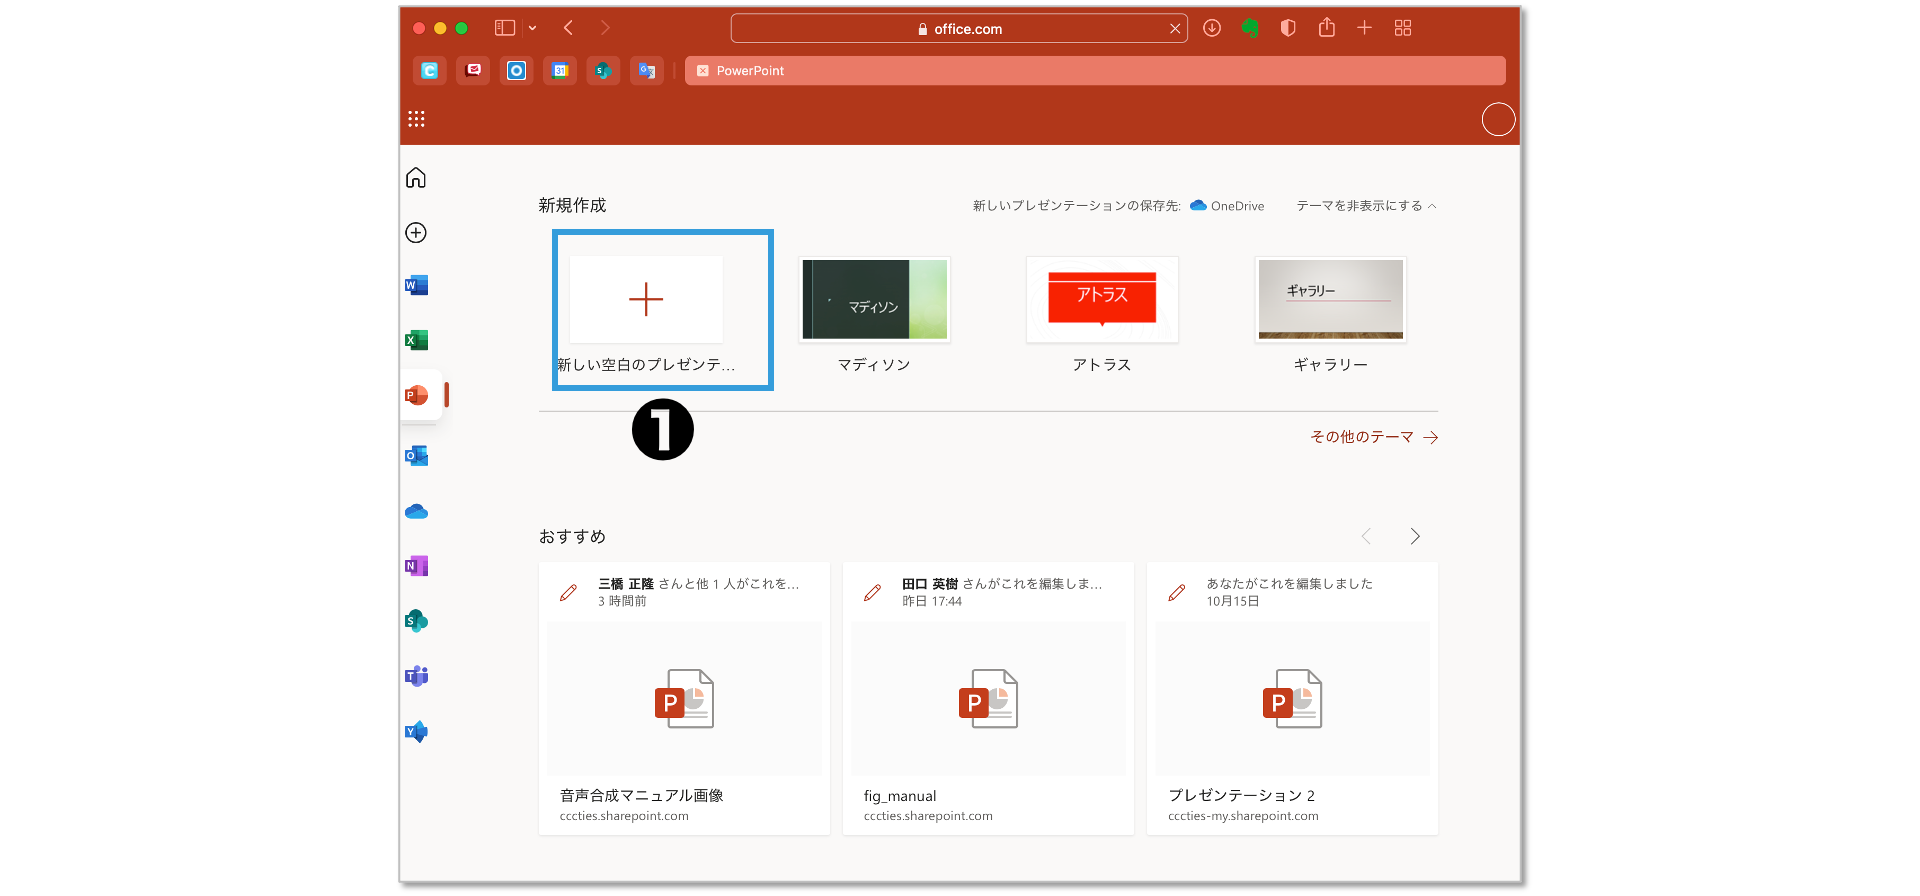 office.com
31
PowerPoint
新規作成
新しいプレゼンテーションの保存先: OneDrive
テーマを非表示にする
新しい空白のプレゼンテ...
マディソン
マディソン
アトラス
アトラス
ギャラリー
ギャラリー
1
その他のテーマ
おすすめ
三橋 正隆 さんと他 1 人がこれを...
3 時間前
田口 英樹 さんがこれを編集しま...
昨日 17:44
あなたがこれを編集しました
10月15日
P
P
P
音声合成マニュアル画像
cccties.sharepoint.com
fig_manual
cccties.sharepoint.com
プレゼンテーション 2
cccties-my.sharepoint.com
W
X
P
O
N
S
T
Y